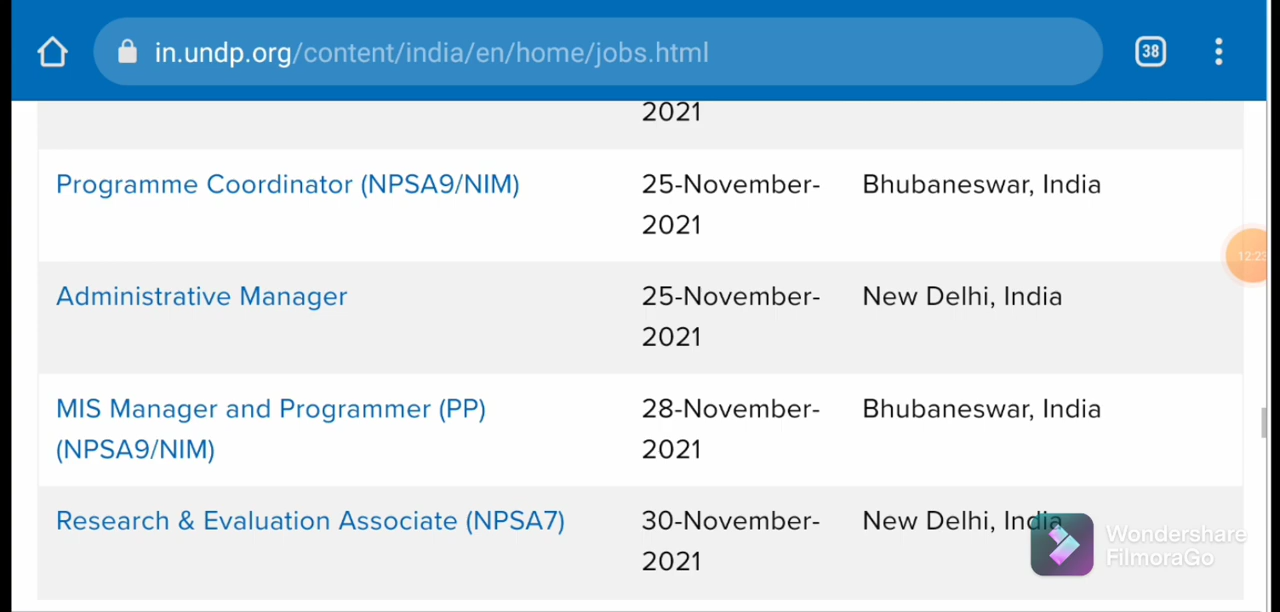 in.undp.org/content/india/en/home/jobs.html
38
2021
Programme Coordinator (NPSA9/NIM) 25-November- Bhubaneswar, India
2021
12:23
Administrative Manager 25-November- New Delhi, India
2021
MIS Manager and Programmer (PP) 28-November- Bhubaneswar, India
(NPSA9/NIM) 2021
Research & Evaluation Associate (NPSA7) 30-November- New Delhi, India
2021
Wondershare
FilmoraGo